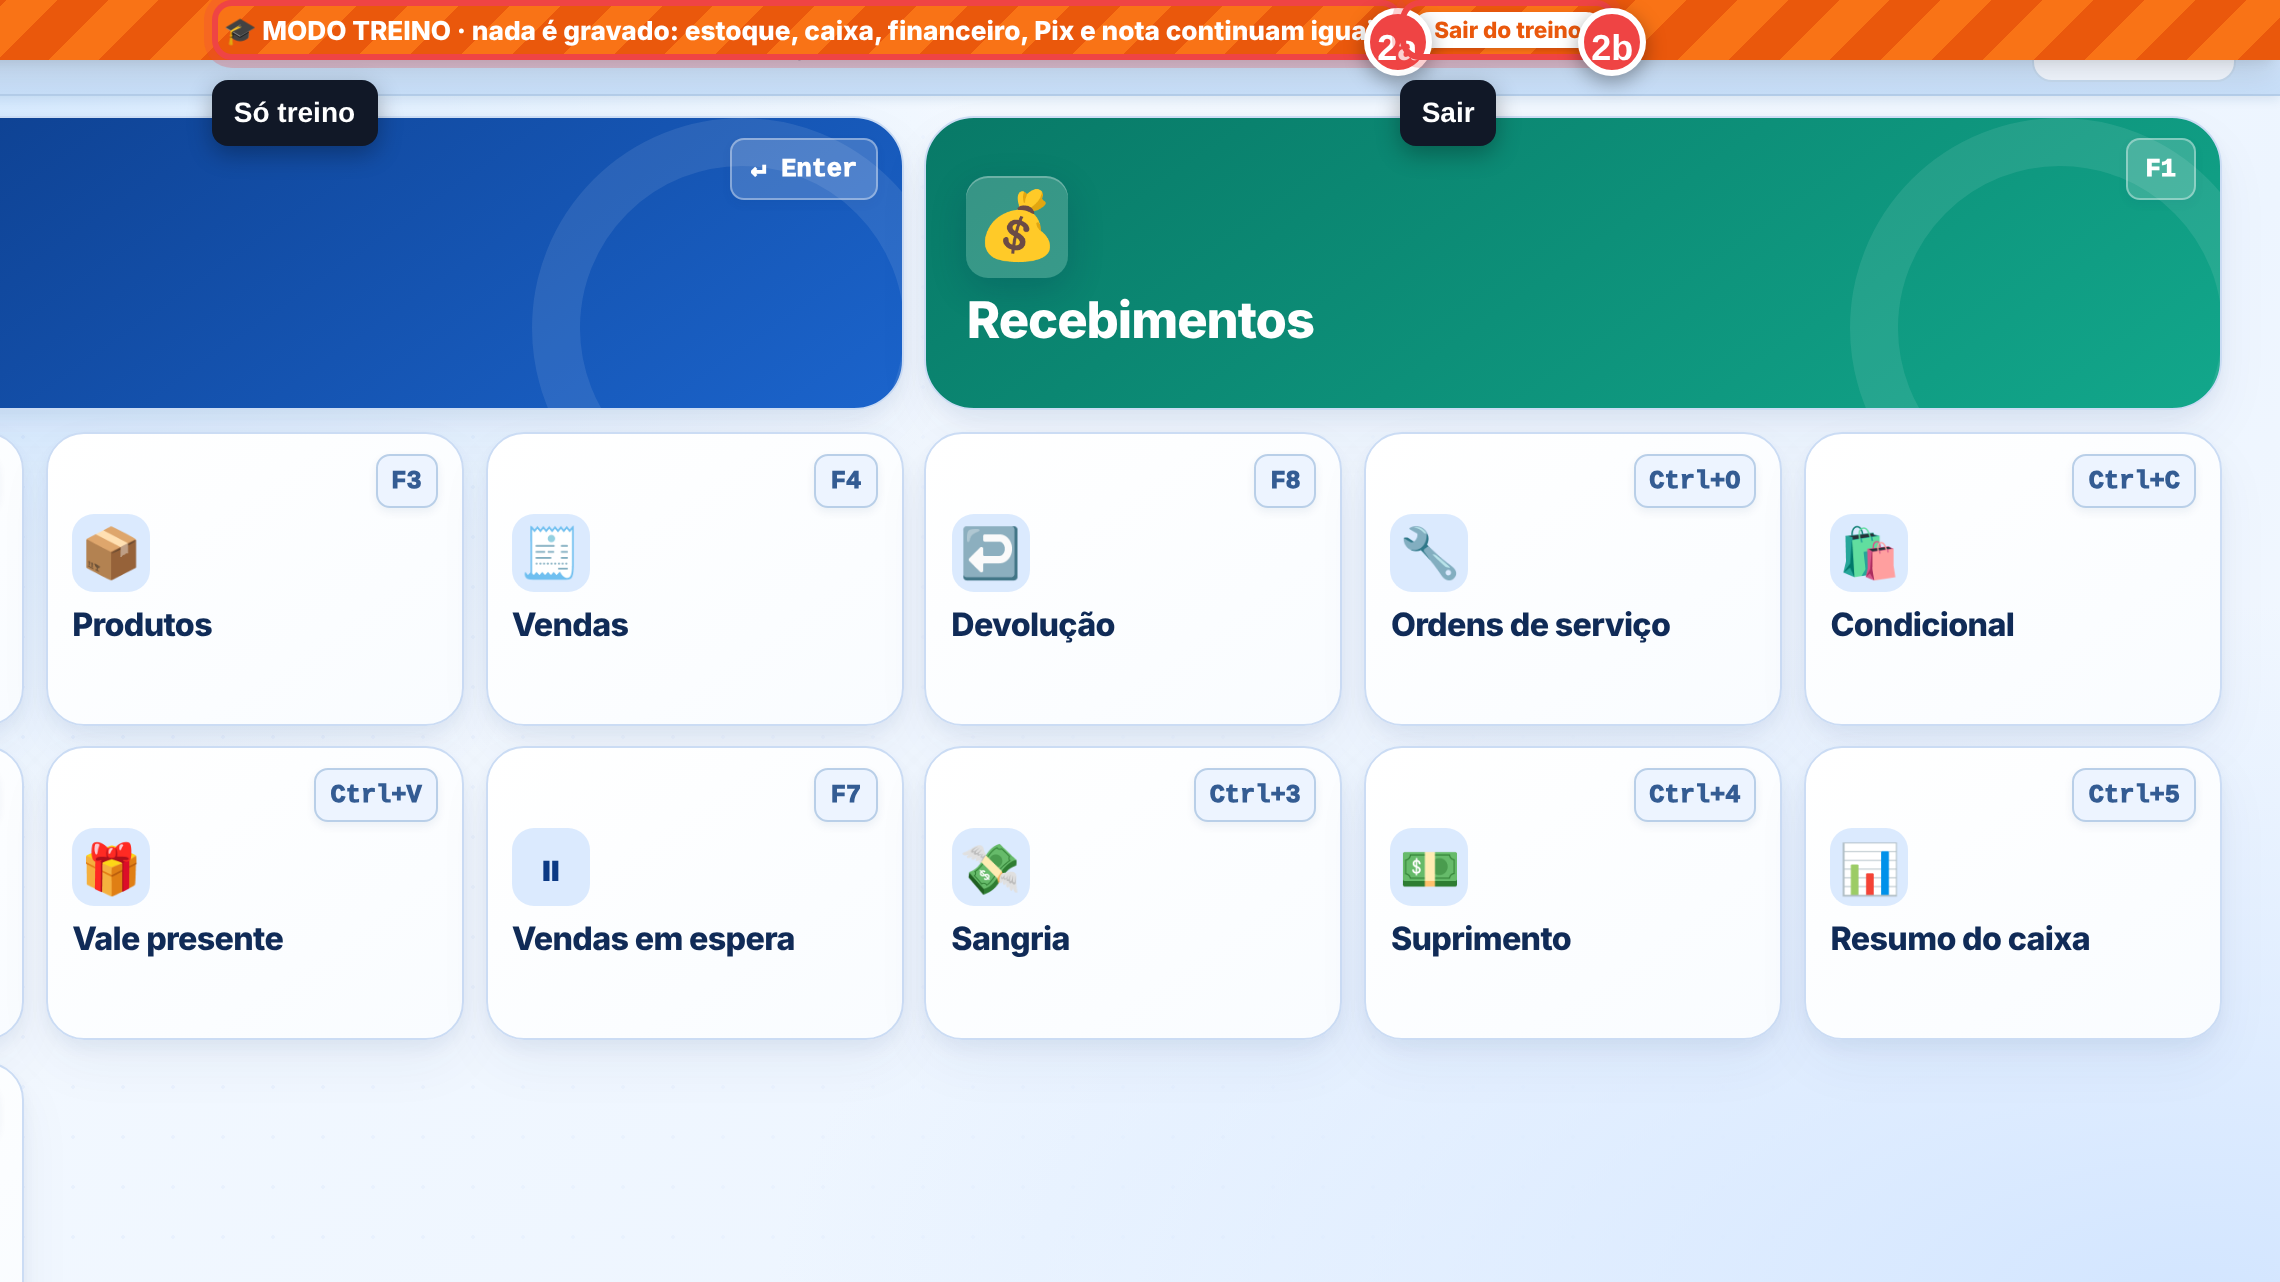 🎓 MODO TREINO · nada é gravado: estoque, caixa, financeiro, Pix e nota continuam
2a
Sair do treino
2b
Só treino
Sair
↵ Enter
F1
Recebimentos
F3
Produtos
F4
Vendas
F8
Devolução
Ctrl+O
Ordens de serviço
Ctrl+C
Condicional
Ctrl+V
Vale presente
F7
Vendas em espera
Ctrl+3
Sangria
Ctrl+4
Suprimento
Ctrl+5
Resumo do caixa